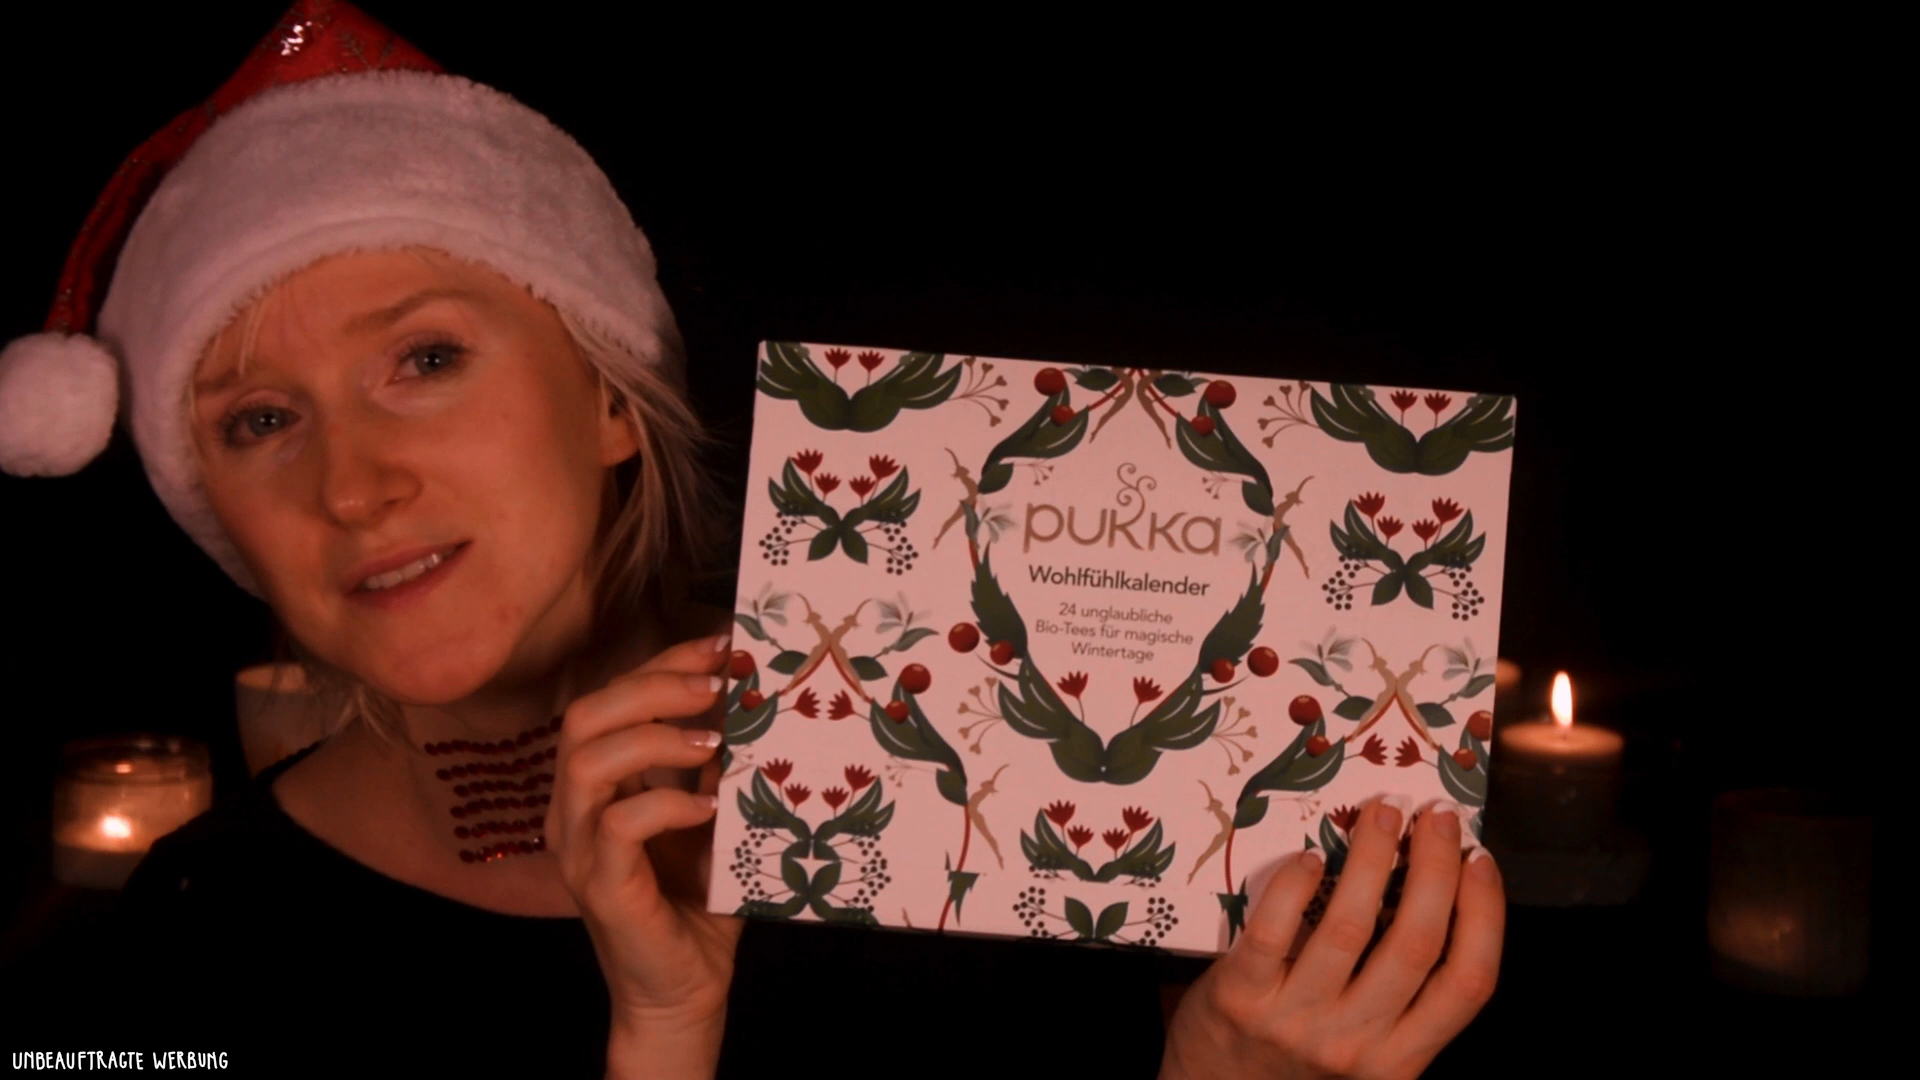 pukka
Wohlfühlkalender
24 unglaubliche
Bio-Tees für magische
Wintertage
UNBEAUFTRAGTE WERBUNG